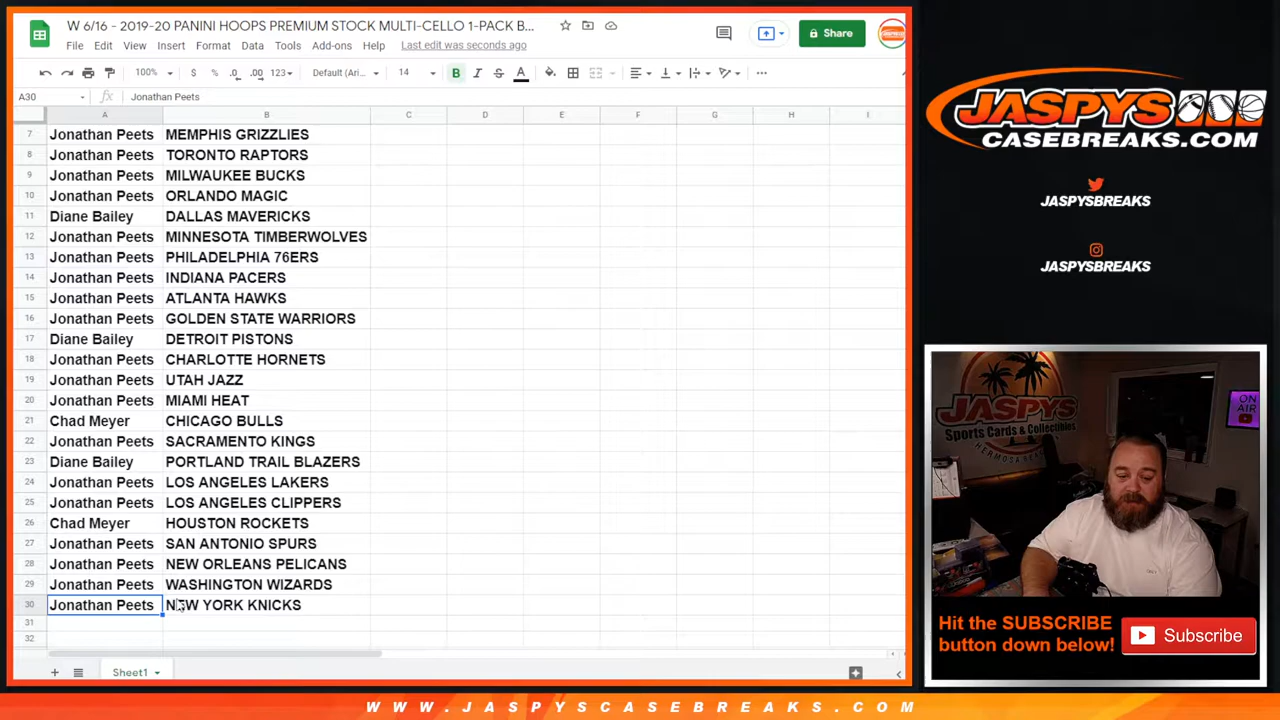 W 6/16 - 2019-20 PANINI HOOPS PREMIUM STOCK MULTI-CELLO 1-PACK B...
File Edit View Insert Format Data Tools Add-ons Help Last edit was seconds ago
Share
100% $ % .0 .00 123 Default (Ari... 14 B I S A
A30 fx Jonathan Peets
A B C D E F G H I
7 Jonathan Peets MEMPHIS GRIZZLIES
8 Jonathan Peets TORONTO RAPTORS
9 Jonathan Peets MILWAUKEE BUCKS
10 Jonathan Peets ORLANDO MAGIC
11 Diane Bailey DALLAS MAVERICKS
12 Jonathan Peets MINNESOTA TIMBERWOLVES
13 Jonathan Peets PHILADELPHIA 76ERS
14 Jonathan Peets INDIANA PACERS
15 Jonathan Peets ATLANTA HAWKS
16 Jonathan Peets GOLDEN STATE WARRIORS
17 Diane Bailey DETROIT PISTONS
18 Jonathan Peets CHARLOTTE HORNETS
19 Jonathan Peets UTAH JAZZ
20 Jonathan Peets MIAMI HEAT
21 Chad Meyer CHICAGO BULLS
22 Jonathan Peets SACRAMENTO KINGS
23 Diane Bailey PORTLAND TRAIL BLAZERS
24 Jonathan Peets LOS ANGELES LAKERS
25 Jonathan Peets LOS ANGELES CLIPPERS
26 Chad Meyer HOUSTON ROCKETS
27 Jonathan Peets SAN ANTONIO SPURS
28 Jonathan Peets NEW ORLEANS PELICANS
29 Jonathan Peets WASHINGTON WIZARDS
30 Jonathan Peets NEW YORK KNICKS
31
32
Sheet1
JASPYS
CASEBREAKS.COM
JASPYSBREAKS
JASPYSBREAKS
JASPYS
Sports Cards & Collectibles
HERMOSA BEACH
ON
AIR
Hit the SUBSCRIBE
button down below!
Subscribe
WWW.JASPYSCASEBREAKS.COM